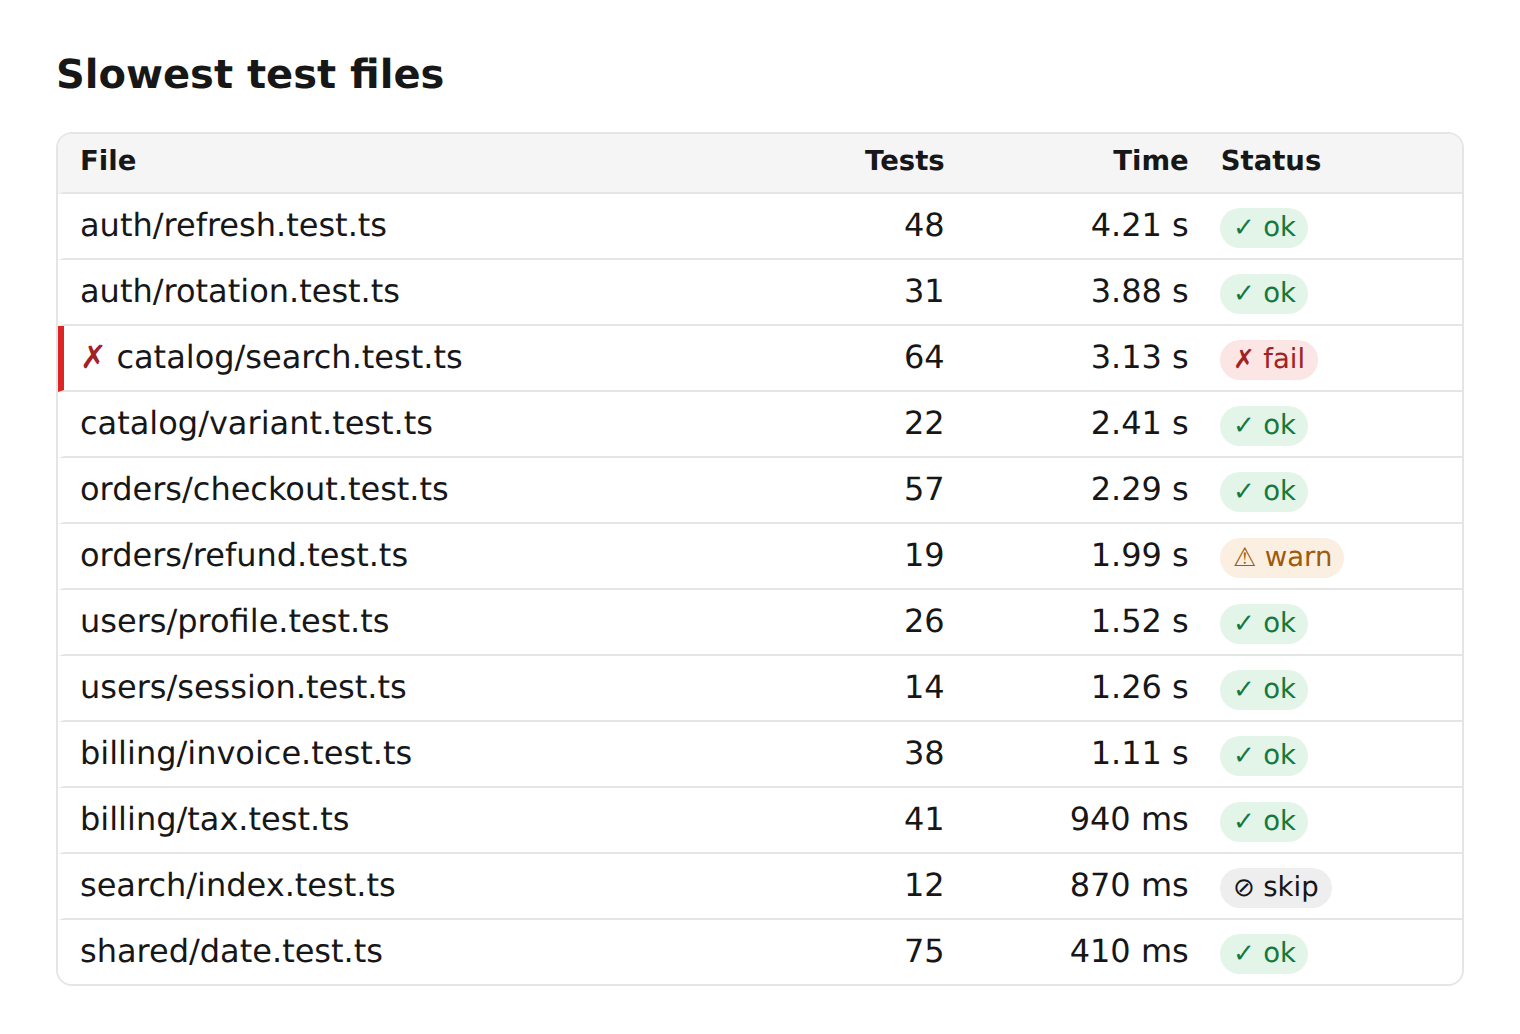 Slowest test files
File Tests Time Status
auth/refresh.test.ts 48 4.21 s ✓ ok
auth/rotation.test.ts 31 3.88 s ✓ ok
✗ catalog/search.test.ts 64 3.13 s ✗ fail
catalog/variant.test.ts 22 2.41 s ✓ ok
orders/checkout.test.ts 57 2.29 s ✓ ok
orders/refund.test.ts 19 1.99 s ⚠ warn
users/profile.test.ts 26 1.52 s ✓ ok
users/session.test.ts 14 1.26 s ✓ ok
billing/invoice.test.ts 38 1.11 s ✓ ok
billing/tax.test.ts 41 940 ms ✓ ok
search/index.test.ts 12 870 ms ⊘ skip
shared/date.test.ts 75 410 ms ✓ ok